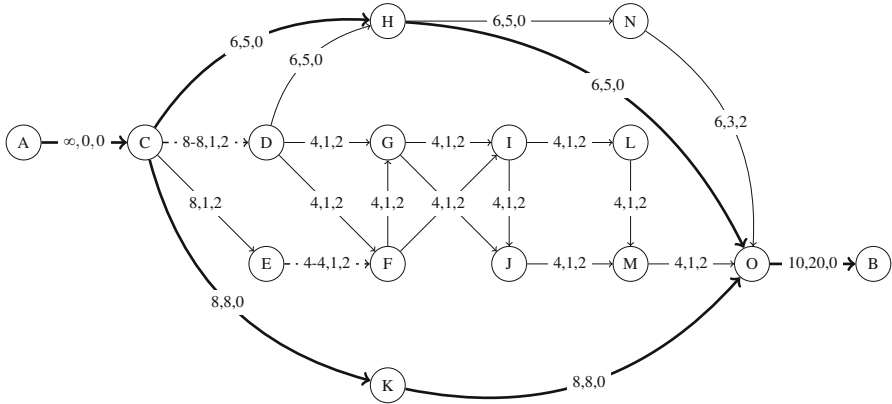 H 6,5,0 N
6,5,0
6,5,0
6,5,0
6,3,2
A ∞,0,0 C 8-8,1,2 D 4,1,2 G 4,1,2 I 4,1,2 L
8,1,2 4,1,2 4,1,2 4,1,2 4,1,2 4,1,2
E 4-4,1,2 F J 4,1,2 M 4,1,2 O 10,20,0 B
8,8,0
K 8,8,0